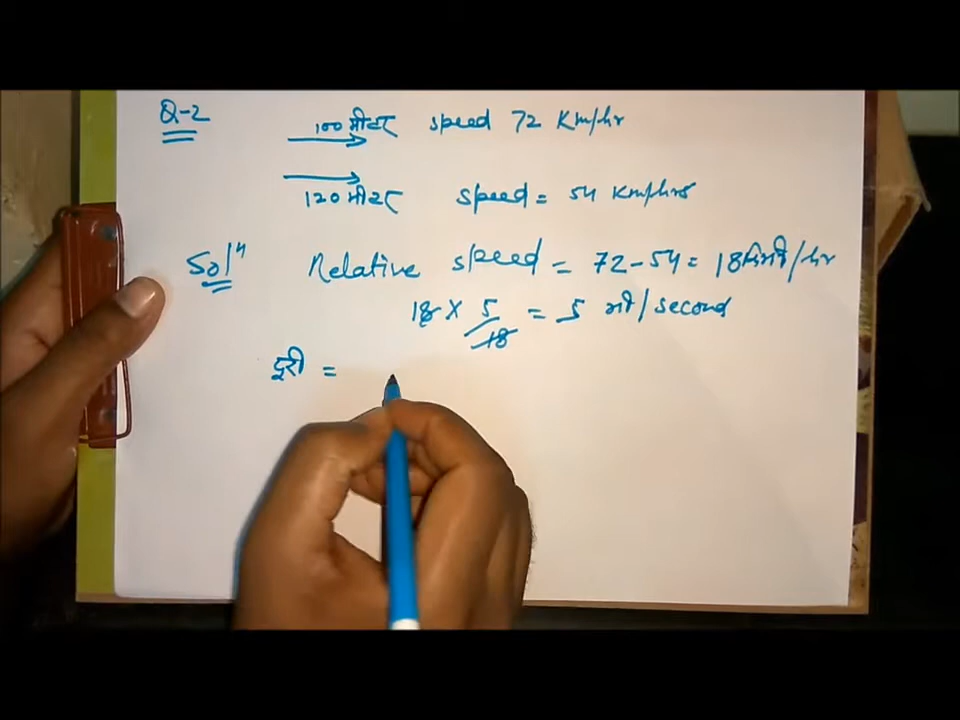 Q-2
100 मीटर speed 72 Km/hr
120 मीटर speed = 54 Km/hrs
Sol^n Relative speed = 72-54 = 18 किमी/hr
18 X 5/18 = 5 मी/second
दूरी =